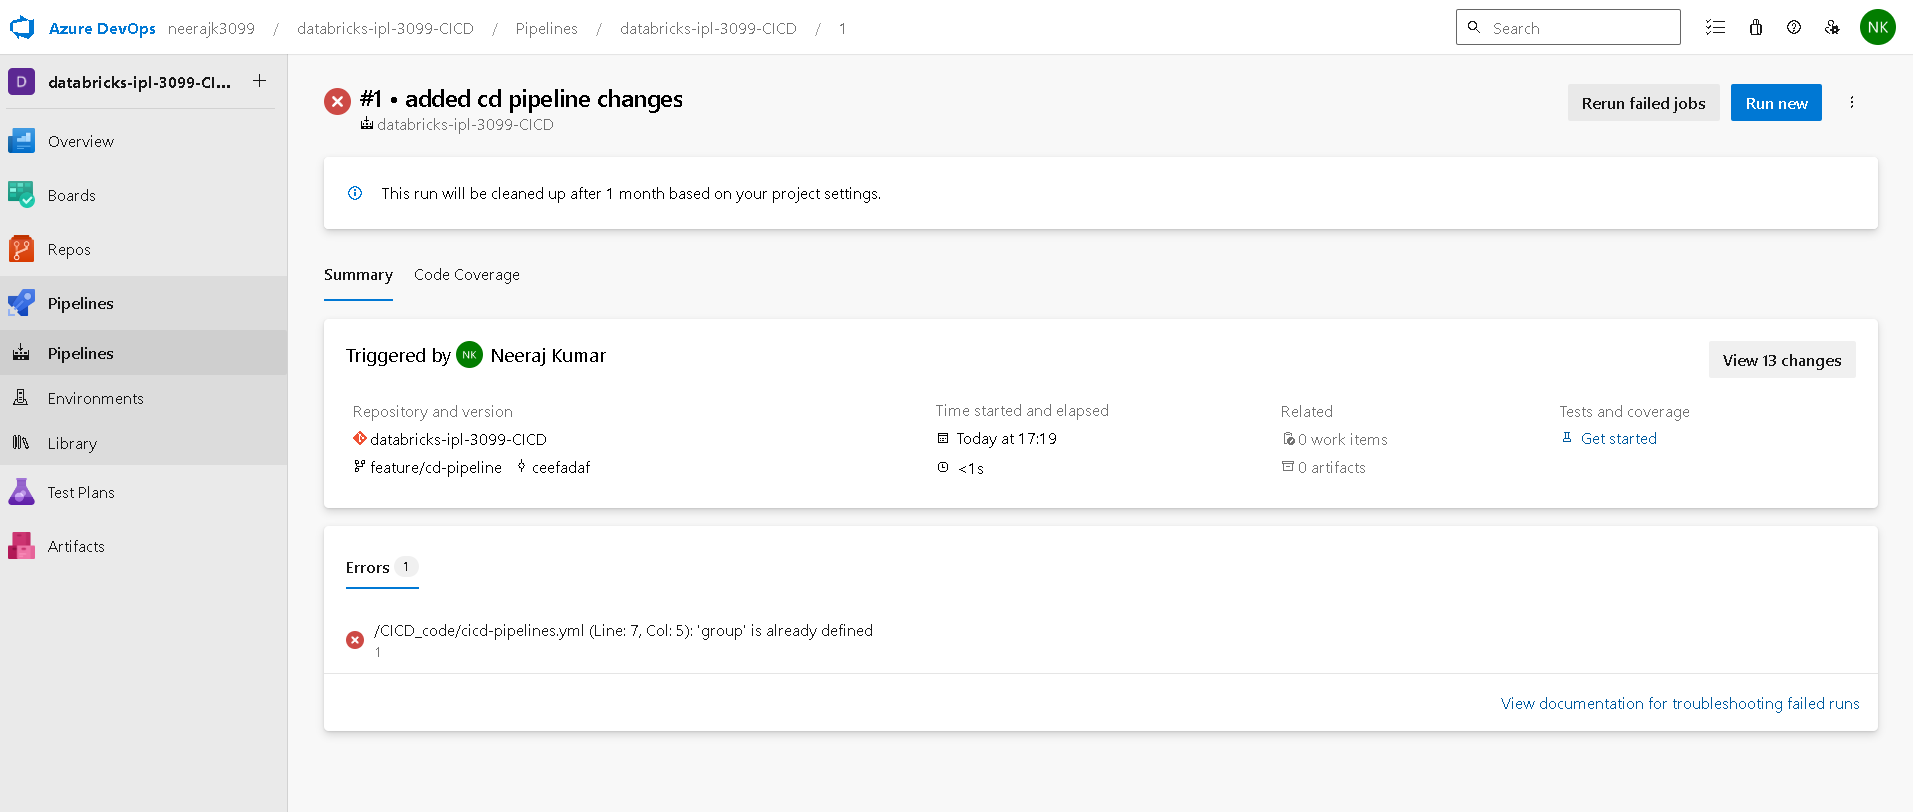 Azure DevOps neerajk3099 / databricks-ipl-3099-CICD / Pipelines / databricks-ipl-3099-CICD / 1
Search
NK
D databricks-ipl-3099-CI... +
Overview
Boards
Repos
Pipelines
Pipelines
Environments
Library
Test Plans
Artifacts
#1 • added cd pipeline changes
databricks-ipl-3099-CICD
Rerun failed jobs
Run new
This run will be cleaned up after 1 month based on your project settings.
Summary Code Coverage
Triggered by NK Neeraj Kumar
View 13 changes
Repository and version
databricks-ipl-3099-CICD
feature/cd-pipeline ceefadaf
Time started and elapsed
Today at 17:19
<1s
Related
0 work items
0 artifacts
Tests and coverage
Get started
Errors 1
/CICD_code/cicd-pipelines.yml (Line: 7, Col: 5): 'group' is already defined
1
View documentation for troubleshooting failed runs